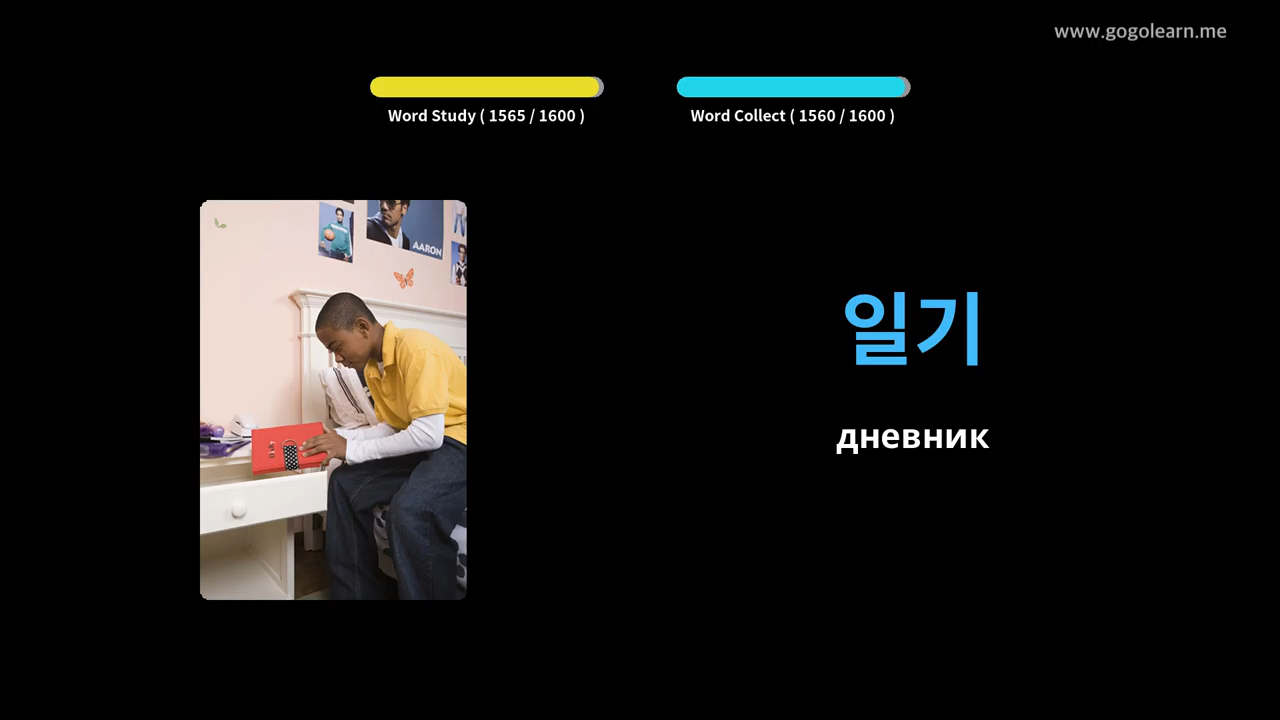 www.gogolearn.me
Word Study ( 1565 / 1600 )
Word Collect ( 1560 / 1600 )
AARON
일기
дневник